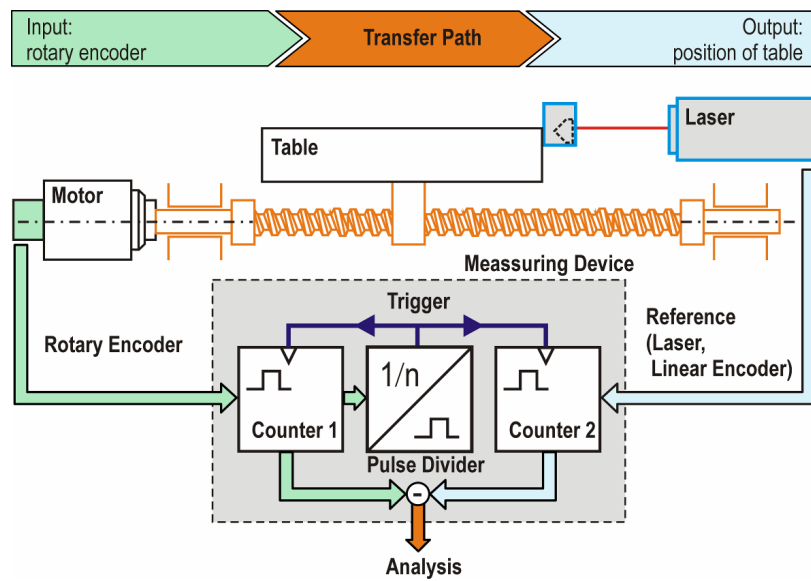 Input:
rotary encoder
Transfer Path
Output:
position of table
Laser
Table
Motor
Meassuring Device
Trigger
Rotary Encoder
Reference
(Laser,
Linear Encoder)
1/n
Counter 1
Counter 2
Pulse Divider
-
Analysis